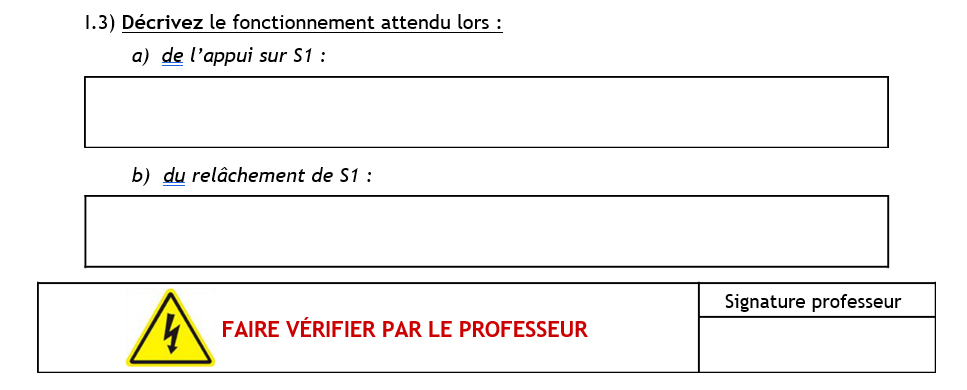 I.3) Décrivez le fonctionnement attendu lors :
a) de l’appui sur S1 :
b) du relâchement de S1 :
FAIRE VÉRIFIER PAR LE PROFESSEUR
Signature professeur